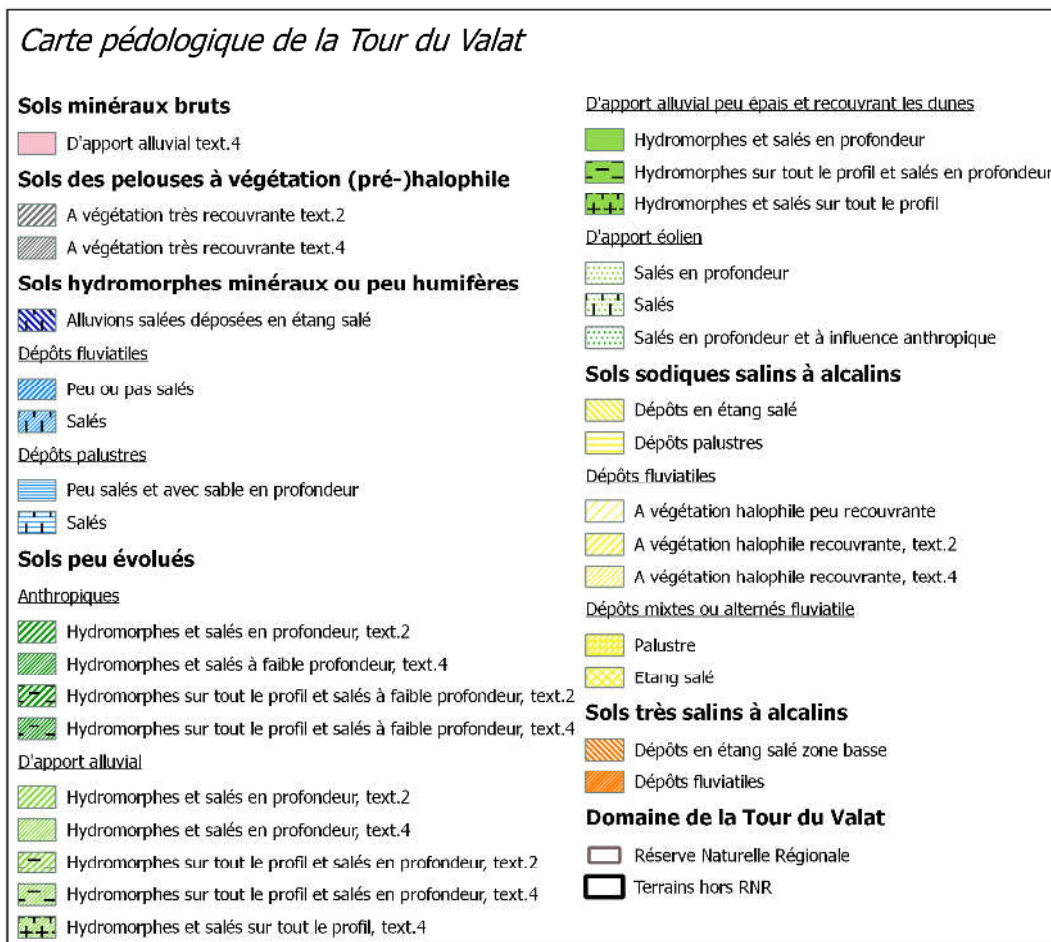 Carte pédologique de la Tour du Valat
Sols minéraux bruts
D'apport alluvial text.4
Sols des pelouses à végétation (pré-)halophile
A végétation très recouvrante text.2
A végétation très recouvrante text.4
Sols hydromorphes minéraux ou peu humifères
Alluvions salées déposées en étang salé
Dépôts fluviatiles
Peu ou pas salés
Salés
Dépôts palustres
Peu salés et avec sable en profondeur
Salés
Sols peu évolués
Anthropiques
Hydromorphes et salés en profondeur, text.2
Hydromorphes et salés à faible profondeur, text.4
Hydromorphes sur tout le profil et salés à faible profondeur, text.2
Hydromorphes sur tout le profil et salés à faible profondeur, text.4
D'apport alluvial
Hydromorphes et salés en profondeur, text.2
Hydromorphes et salés en profondeur, text.4
Hydromorphes sur tout le profil et salés en profondeur, text.2
Hydromorphes sur tout le profil et salés en profondeur, text.4
Hydromorphes et salés sur tout le profil, text.4
D'apport alluvial peu épais et recouvrant les dunes
Hydromorphes et salés en profondeur
Hydromorphes sur tout le profil et salés en profondeur
Hydromorphes et salés sur tout le profil
D'apport éolien
Salés en profondeur
Salés
Salés en profondeur et à influence anthropique
Sols sodiques salins à alcalins
Dépôts en étang salé
Dépôts palustres
Dépôts fluviatiles
A végétation halophile peu recouvrante
A végétation halophile recouvrante, text.2
A végétation halophile recouvrante, text.4
Dépôts mixtes ou alternés fluviatile
Palustre
Etang salé
Sols très salins à alcalins
Dépôts en étang salé zone basse
Dépôts fluviatiles
Domaine de la Tour du Valat
Réserve Naturelle Régionale
Terrains hors RNR